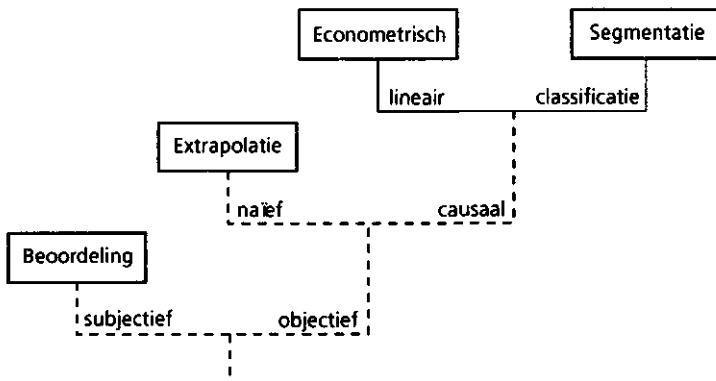 Econometrisch
Segmentatie
lineair
classificatie
Extrapolatie
naïef
causaal
Beoordeling
subjectief
objectief